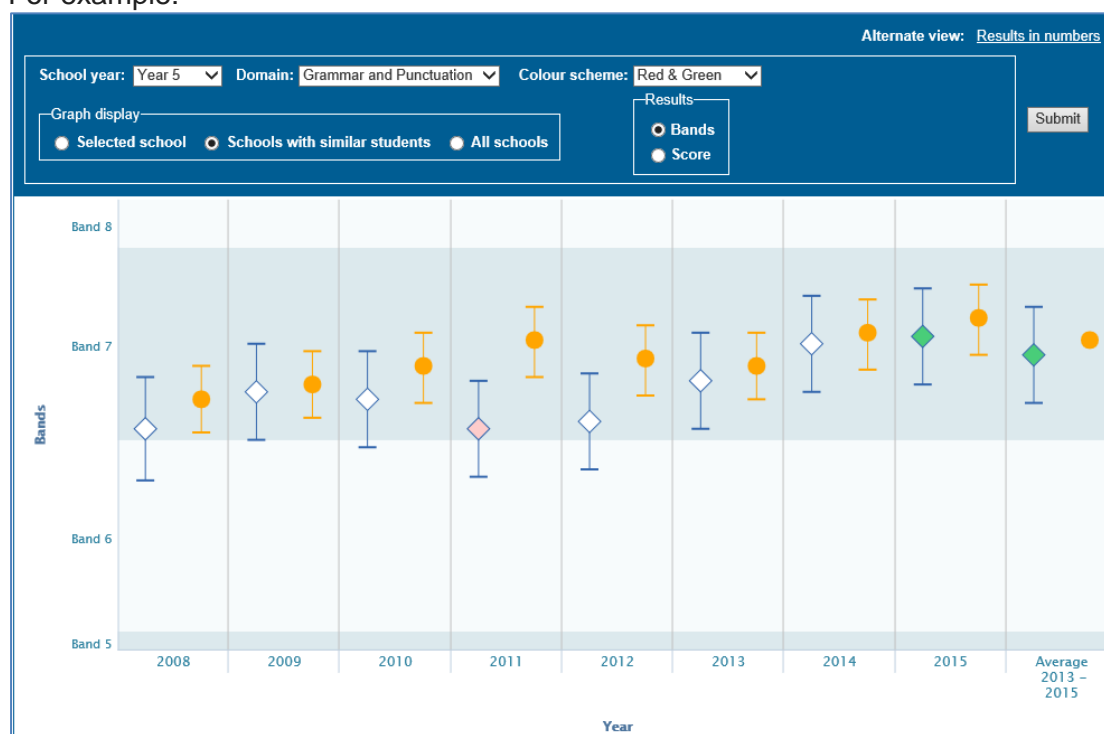 For example:
Alternate view: Results in numbers
School year: Year 5 Domain: Grammar and Punctuation Colour scheme: Red & Green
Graph display
Selected school Schools with similar students All schools
Results
Bands
Score
Submit
Band 8
Band 7
Band 6
Band 5
Bands
2008 2009 2010 2011 2012 2013 2014 2015 Average 2013 – 2015
Year